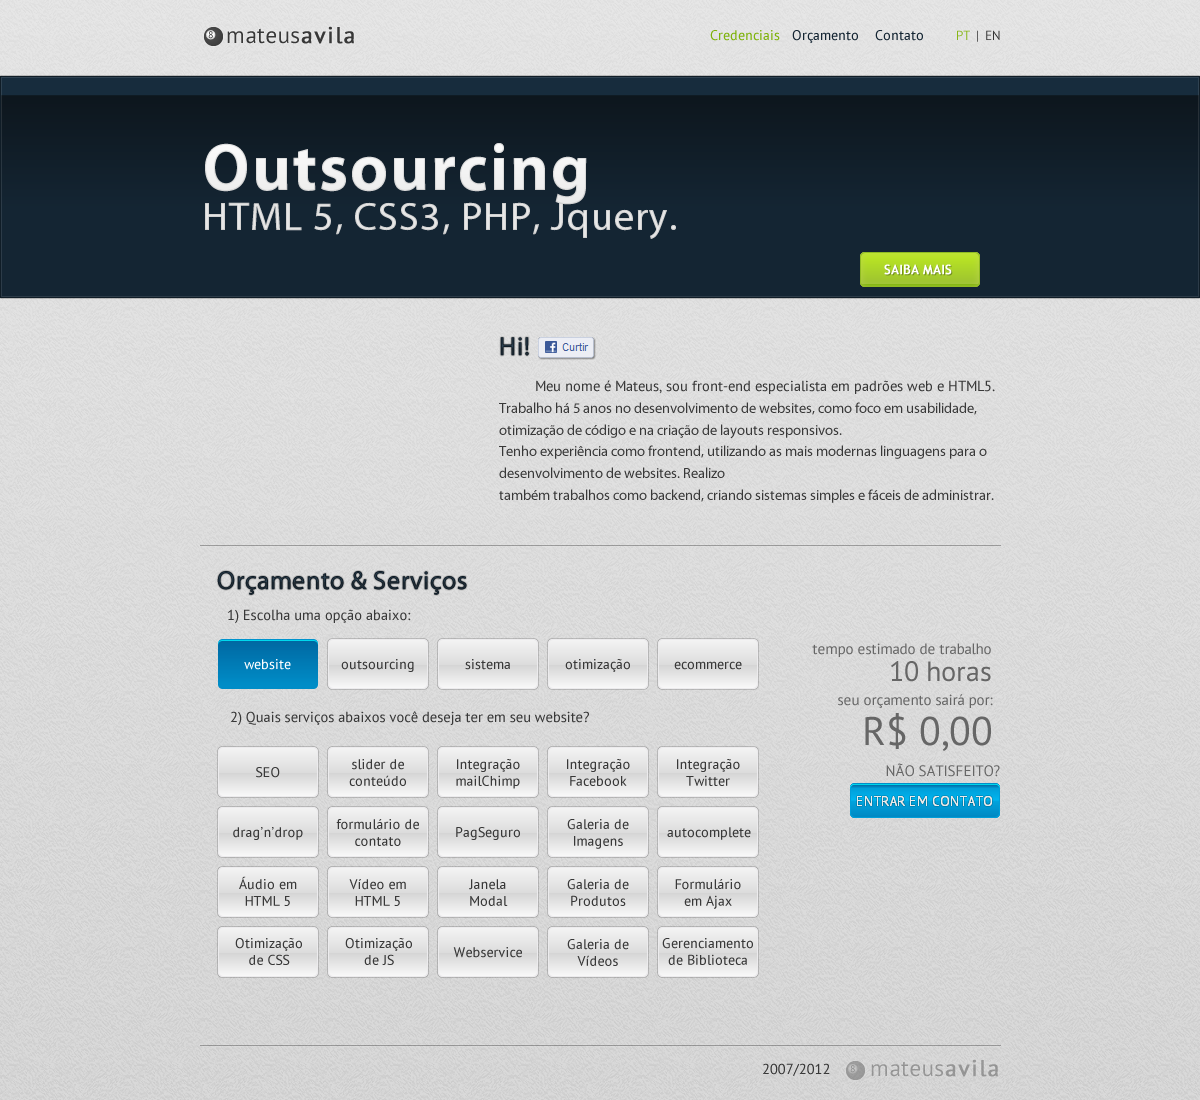 mateusavila
Credenciais Orçamento Contato PT | EN
Outsourcing
HTML 5, CSS3, PHP, Jquery.
SAIBA MAIS
Hi! Curtir
Meu nome é Mateus, sou front-end especialista em padrões web e HTML5.
Trabalho há 5 anos no desenvolvimento de websites, como foco em usabilidade,
otimização de código e na criação de layouts responsivos.
Tenho experiência como frontend, utilizando as mais modernas linguagens para o
desenvolvimento de websites. Realizo
também trabalhos como backend, criando sistemas simples e fáceis de administrar.
Orçamento & Serviços
1) Escolha uma opção abaixo:
website outsourcing sistema otimização ecommerce
2) Quais serviços abaixos você deseja ter em seu website?
SEO
slider de
conteúdo
Integração
mailChimp
Integração
Facebook
Integração
Twitter
drag'n'drop
formulário de
contato
PagSeguro
Galeria de
Imagens
autocomplete
Áudio em
HTML 5
Vídeo em
HTML 5
Janela
Modal
Galeria de
Produtos
Formulário
em Ajax
Otimização
de CSS
Otimização
de JS
Webservice
Galeria de
Vídeos
Gerenciamento
de Biblioteca
tempo estimado de trabalho
10 horas
seu orçamento sairá por:
R$ 0,00
NÃO SATISFEITO?
ENTRAR EM CONTATO
2007/2012 mateusavila